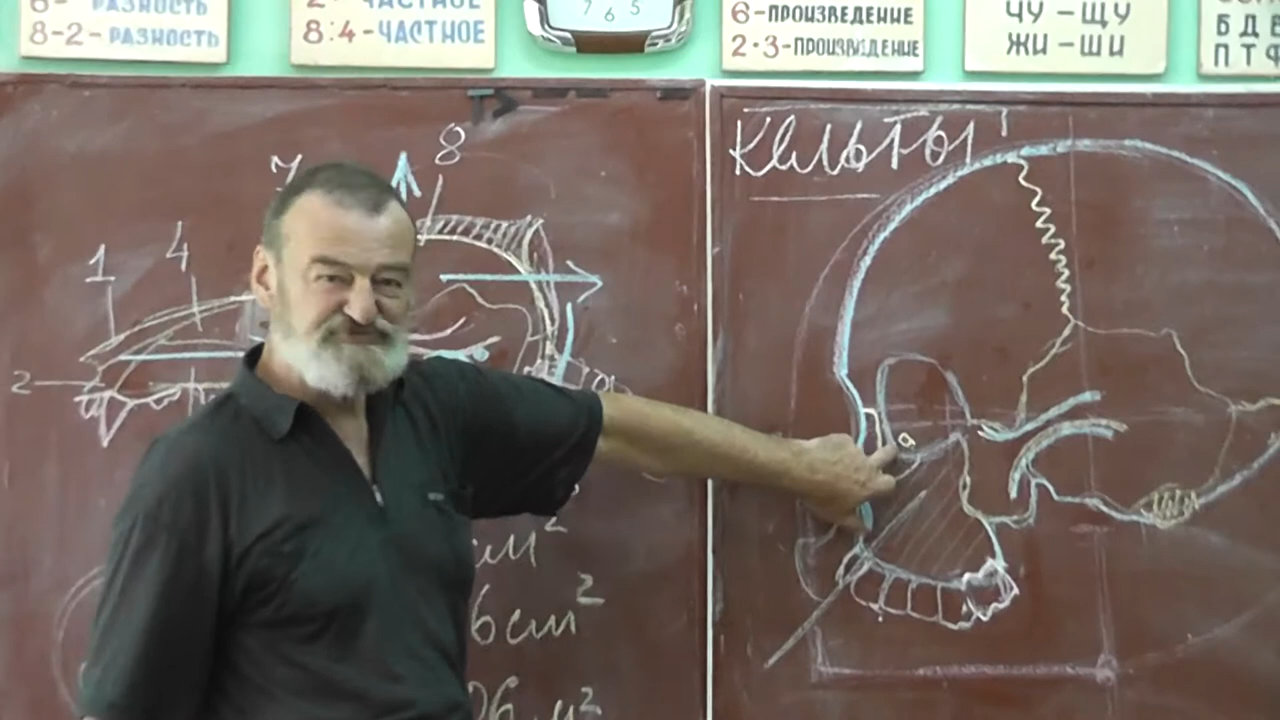 8-2-РАЗНОСТЬ
8:4-ЧАСТНОЕ
7 6 5
6-ПРОИЗВЕДЕНИЕ
2·3-ПРОИЗВЕДЕНИЕ
ЧУ-ЩУ
ЖИ-ШИ
Б Д
П Т Ф
Кельты
7
8
1
4
2
а
см²
6 см²